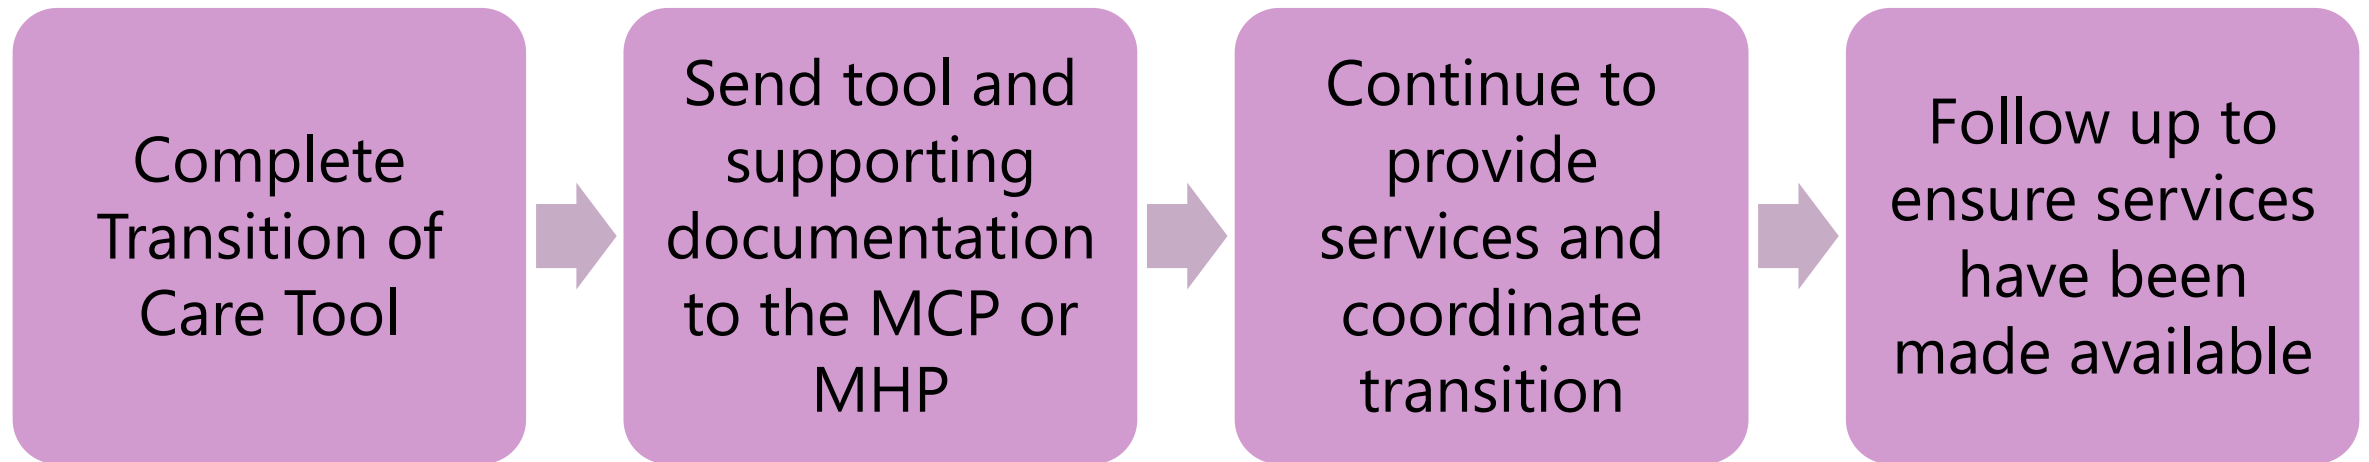 Complete
Transition of
Care Tool
Send tool and
supporting
documentation
to the MCP or
MHP
Continue to
provide
services and
coordinate
transition
Follow up to
ensure services
have been
made available